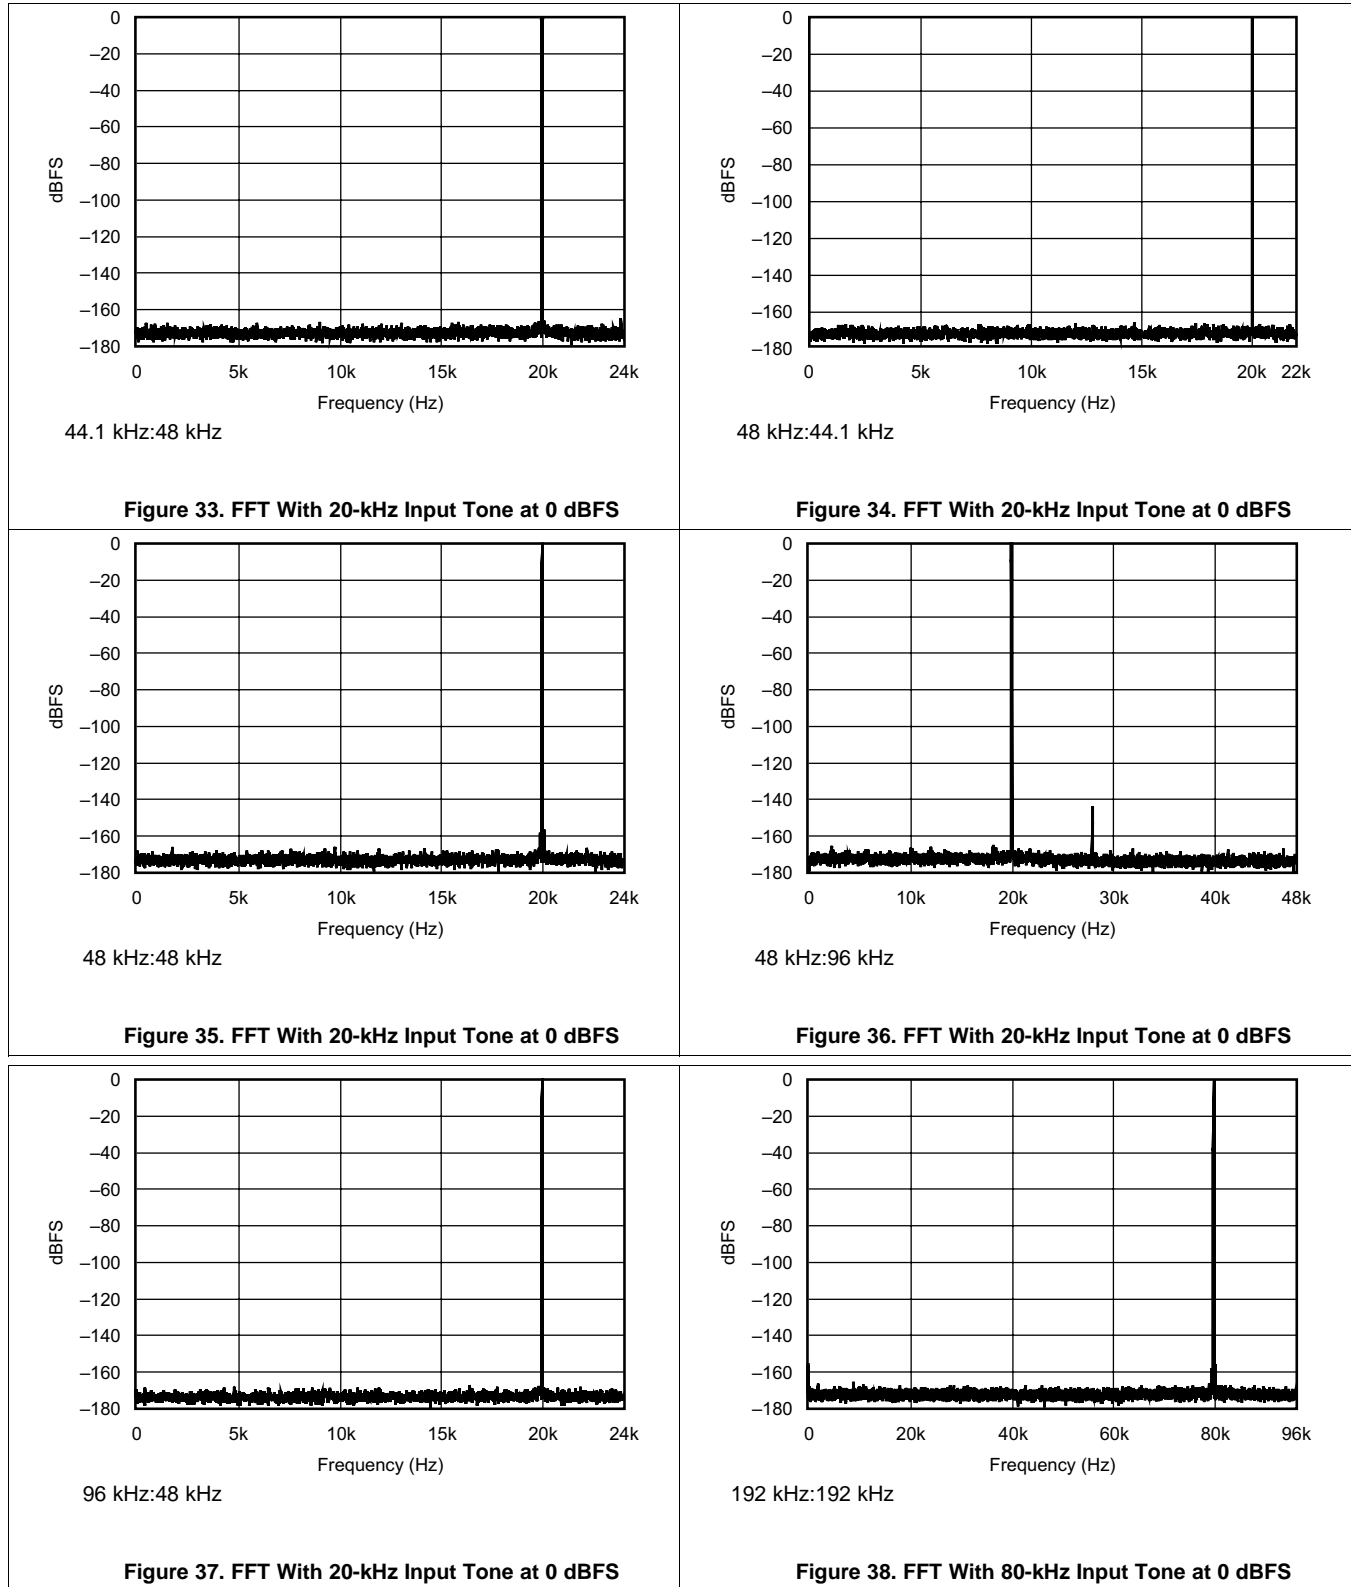 0
–20
–40
–60
–80
–100
–120
–140
–160
–180
dBFS
0 5k 10k 15k 20k 24k
Frequency (Hz)
44.1 kHz:48 kHz
Figure 33. FFT With 20-kHz Input Tone at 0 dBFS
0
–20
–40
–60
–80
–100
–120
–140
–160
–180
dBFS
0 5k 10k 15k 20k 22k
Frequency (Hz)
48 kHz:44.1 kHz
Figure 34. FFT With 20-kHz Input Tone at 0 dBFS
0
–20
–40
–60
–80
–100
–120
–140
–160
–180
dBFS
0 5k 10k 15k 20k 24k
Frequency (Hz)
48 kHz:48 kHz
Figure 35. FFT With 20-kHz Input Tone at 0 dBFS
0
–20
–40
–60
–80
–100
–120
–140
–160
–180
dBFS
0 10k 20k 30k 40k 48k
Frequency (Hz)
48 kHz:96 kHz
Figure 36. FFT With 20-kHz Input Tone at 0 dBFS
0
–20
–40
–60
–80
–100
–120
–140
–160
–180
dBFS
0 5k 10k 15k 20k 24k
Frequency (Hz)
96 kHz:48 kHz
Figure 37. FFT With 20-kHz Input Tone at 0 dBFS
0
–20
–40
–60
–80
–100
–120
–140
–160
–180
dBFS
0 20k 40k 60k 80k 96k
Frequency (Hz)
192 kHz:192 kHz
Figure 38. FFT With 80-kHz Input Tone at 0 dBFS